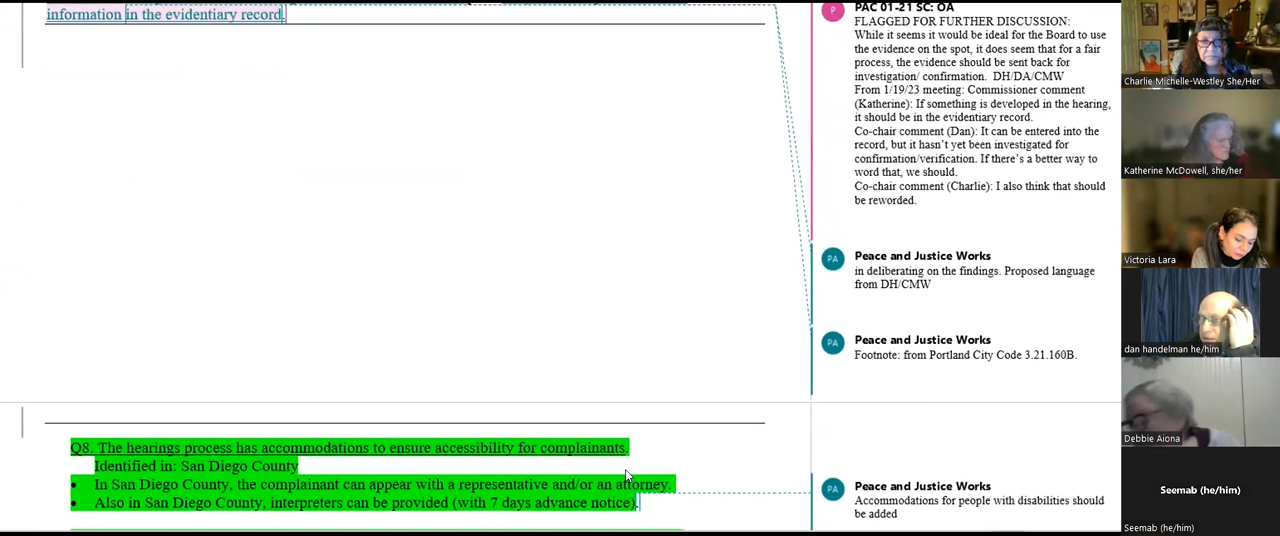 information in the evidentiary record.
Q8. The hearings process has accommodations to ensure accessibility for complainants.
Identified in: San Diego County
• In San Diego County, the complainant can appear with a representative and/or an attorney.
• Also in San Diego County, interpreters can be provided (with 7 days advance notice).
P
PAC 01-21 SC: OA
FLAGGED FOR FURTHER DISCUSSION:
While it seems it would be ideal for the Board to use
the evidence on the spot, it does seem that for a fair
process, the evidence should be sent back for
investigation/ confirmation. DH/DA/CMW
From 1/19/23 meeting: Commissioner comment
(Katherine): If something is developed in the hearing,
it should be in the evidentiary record.
Co-chair comment (Dan): It can be entered into the
record, but it hasn't yet been investigated for
confirmation/verification. If there's a better way to
word that, we should.
Co-chair comment (Charlie): I also think that should
be reworded.
PA
Peace and Justice Works
in deliberating on the findings. Proposed language
from DH/CMW
PA
Peace and Justice Works
Footnote: from Portland City Code 3.21.160B.
PA
Peace and Justice Works
Accommodations for people with disabilities should
be added
Charlie Michelle-Westley She/Her
Katherine McDowell, she/her
Victoria Lara
dan handelman he/him
Debbie Aiona
Seemab (he/him)
Seemab (he/him)